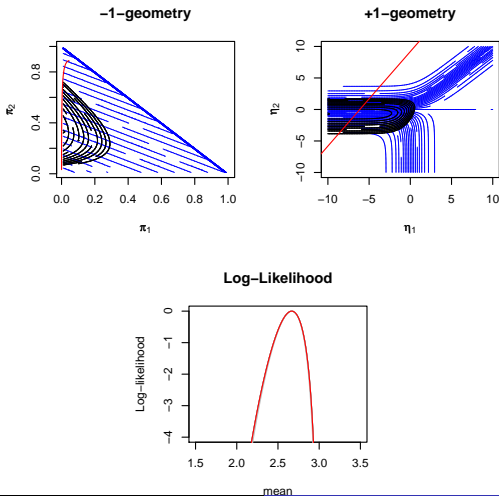 −1−geometry
+1−geometry
π2
0.0 0.4 0.8
0.0 0.2 0.4 0.6 0.8 1.0
π1
η2
−10 −5 0 5 10
−10 −5 0 5 10
η1
Log−Likelihood
Log−likelihood
−4 −3 −2 −1 0
1.5 2.0 2.5 3.0 3.5
mean